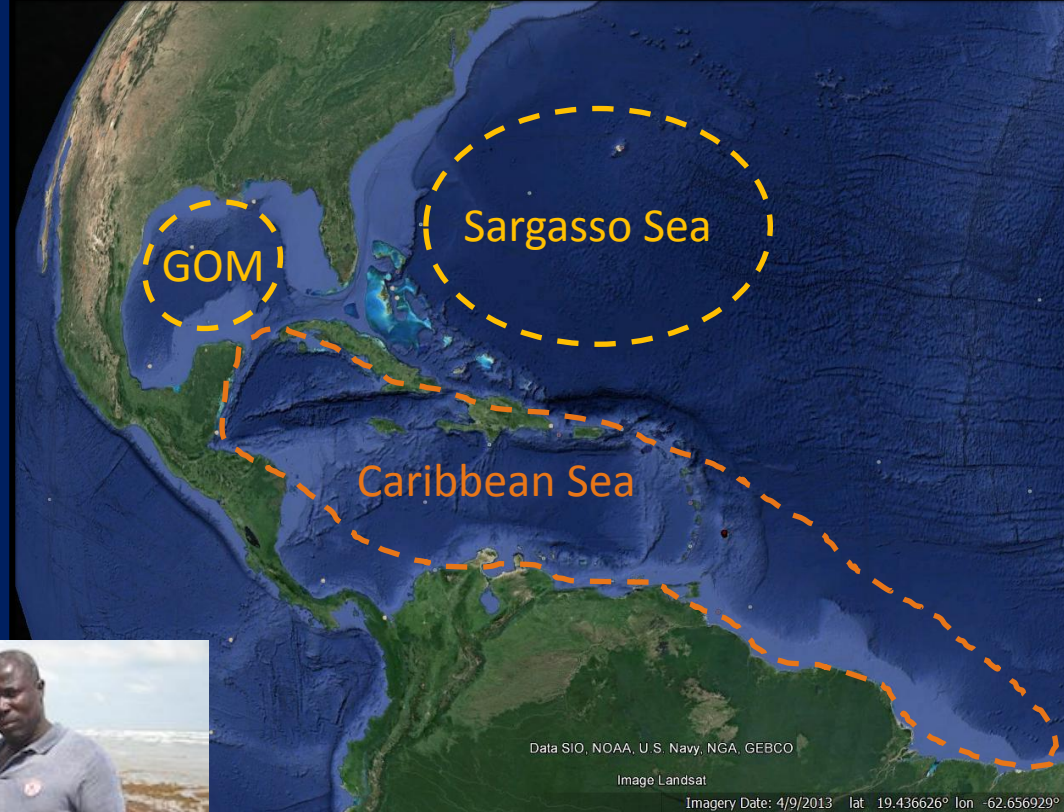 Sargasso Sea
GOM
Caribbean Sea
Data SIO, NOAA, U.S. Navy, NGA, GEBCO
Image Landsat
Imagery Date: 4/9/2013 lat 19.436626° lon -62.656929°